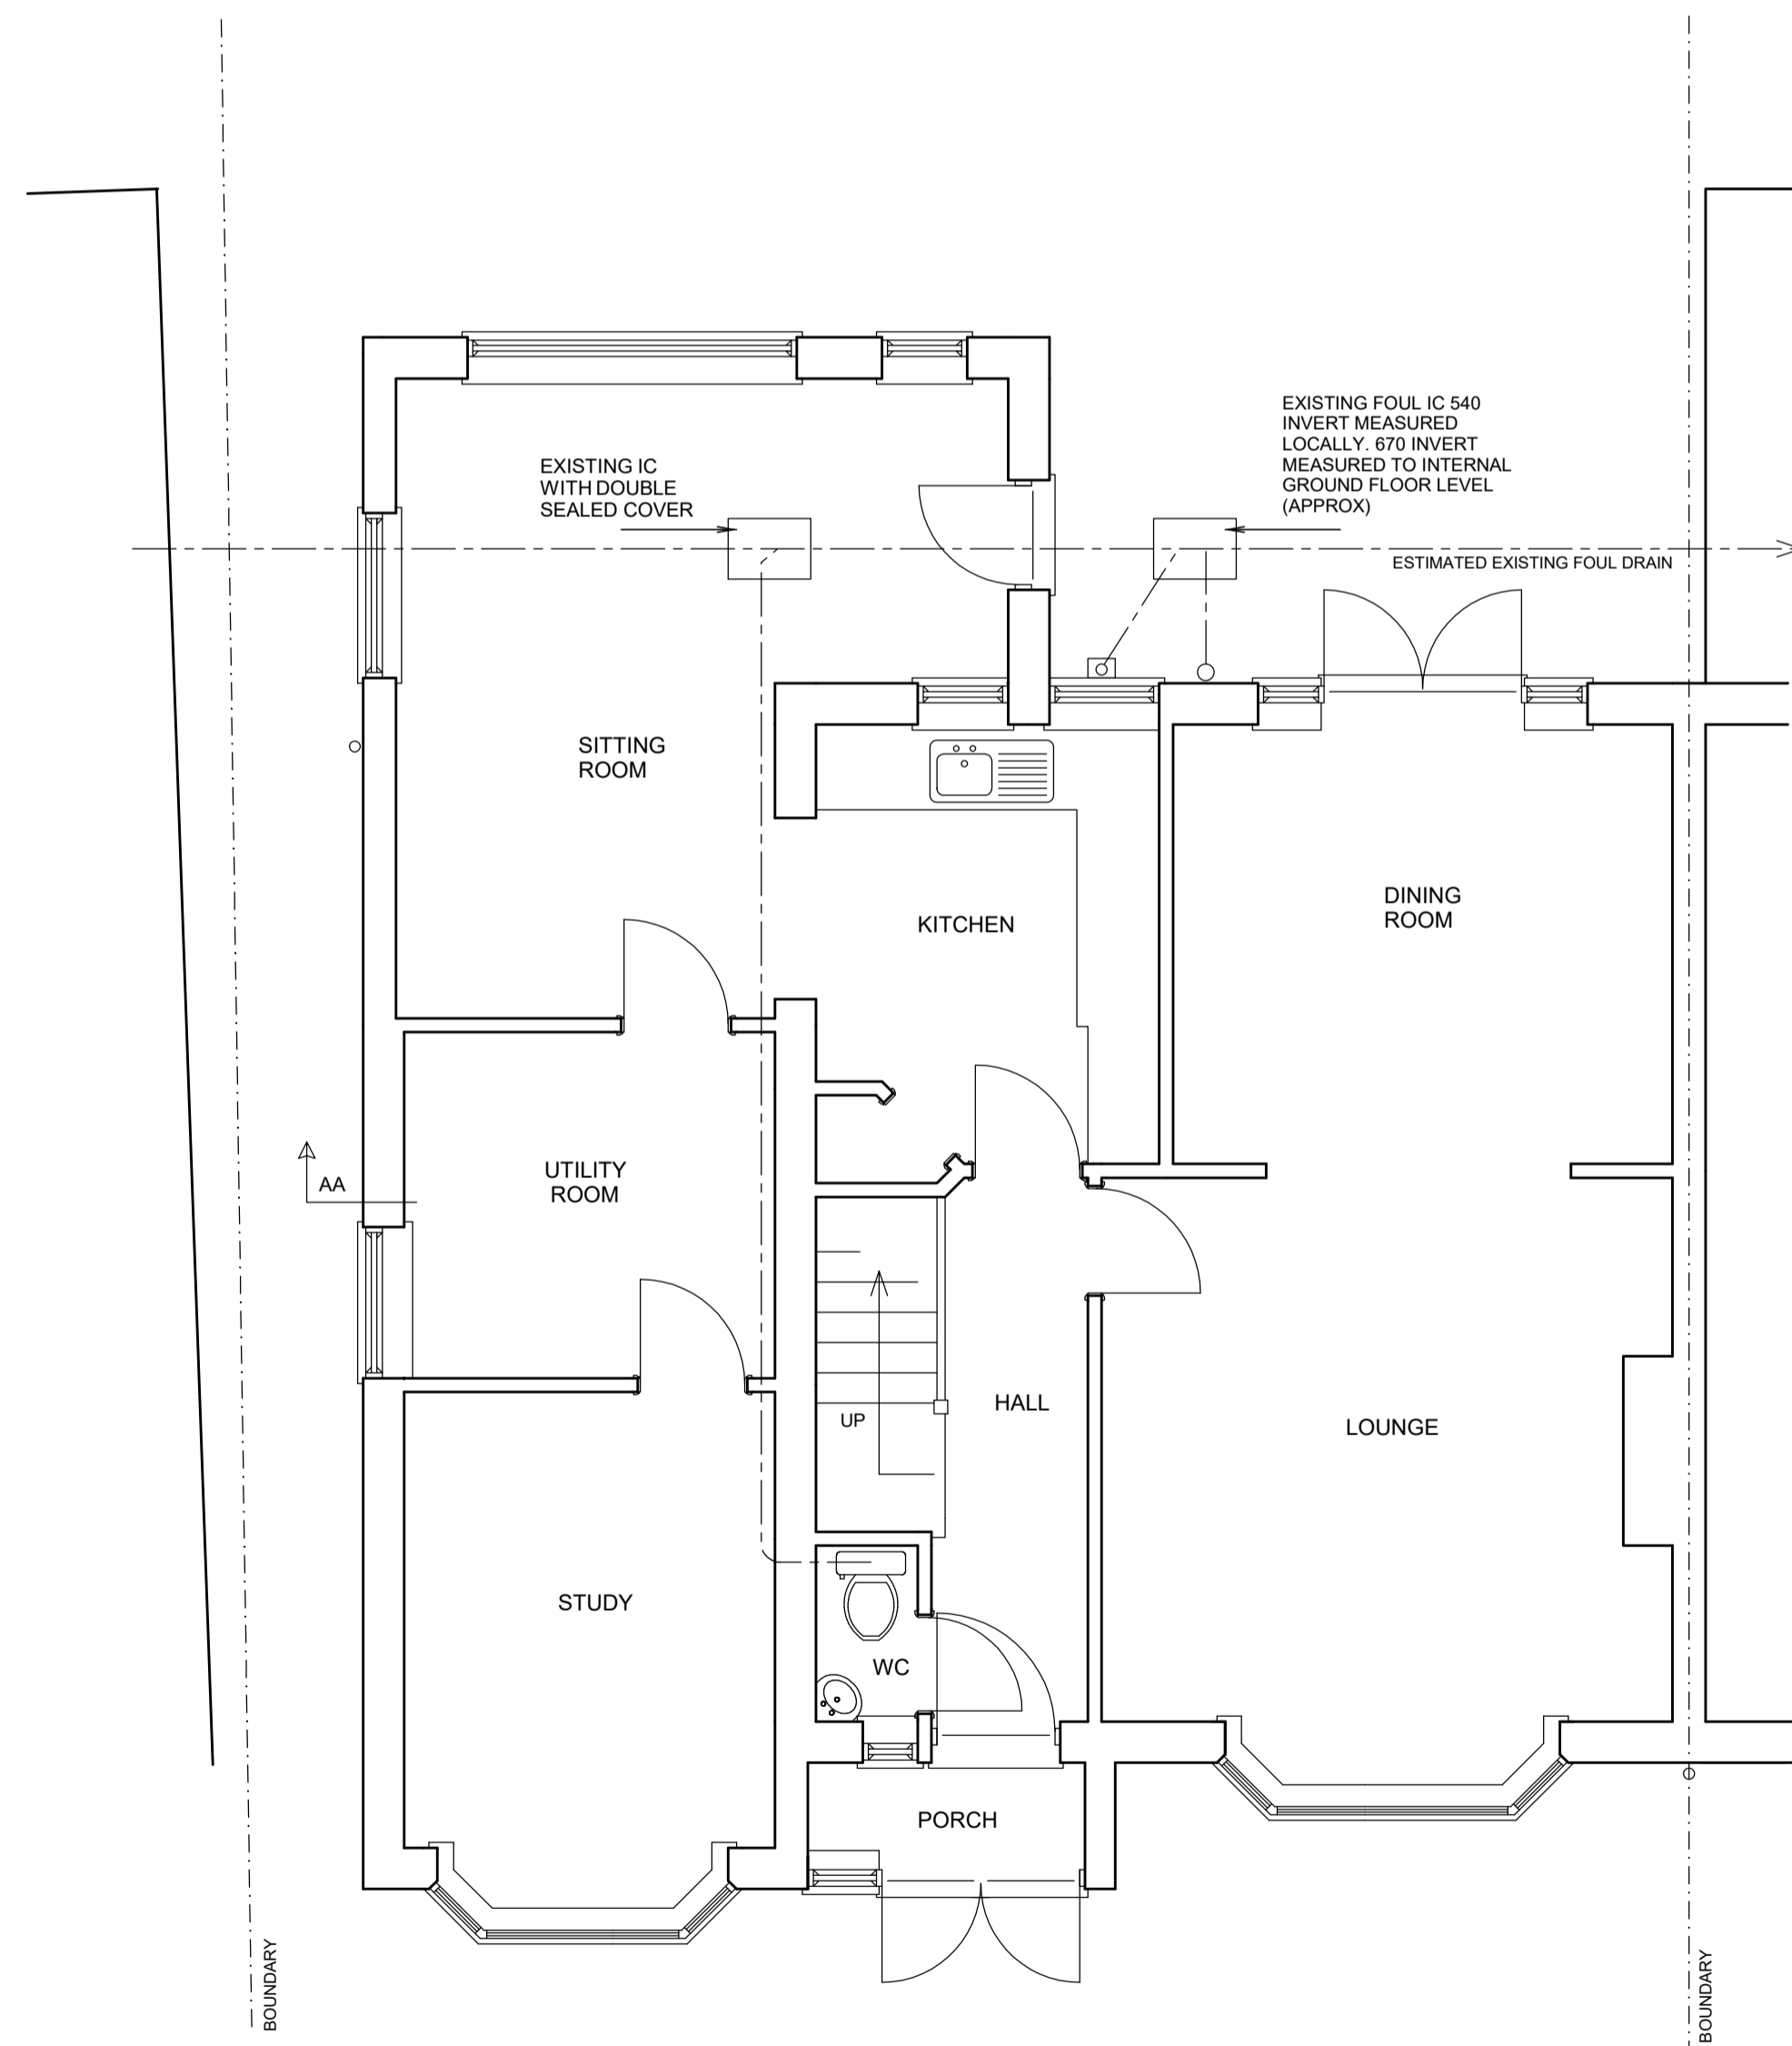 EXISTING FOUL IC 540
INVERT MEASURED
LOCALLY. 670 INVERT
MEASURED TO INTERNAL
GROUND FLOOR LEVEL
(APPROX)
EXISTING IC
WITH DOUBLE
SEALED COVER
ESTIMATED EXISTING FOUL DRAIN
SITTING
ROOM
KITCHEN
DINING
ROOM
UTILITY
ROOM
AA
UP
HALL
LOUNGE
STUDY
WC
PORCH
BOUNDARY
BOUNDARY